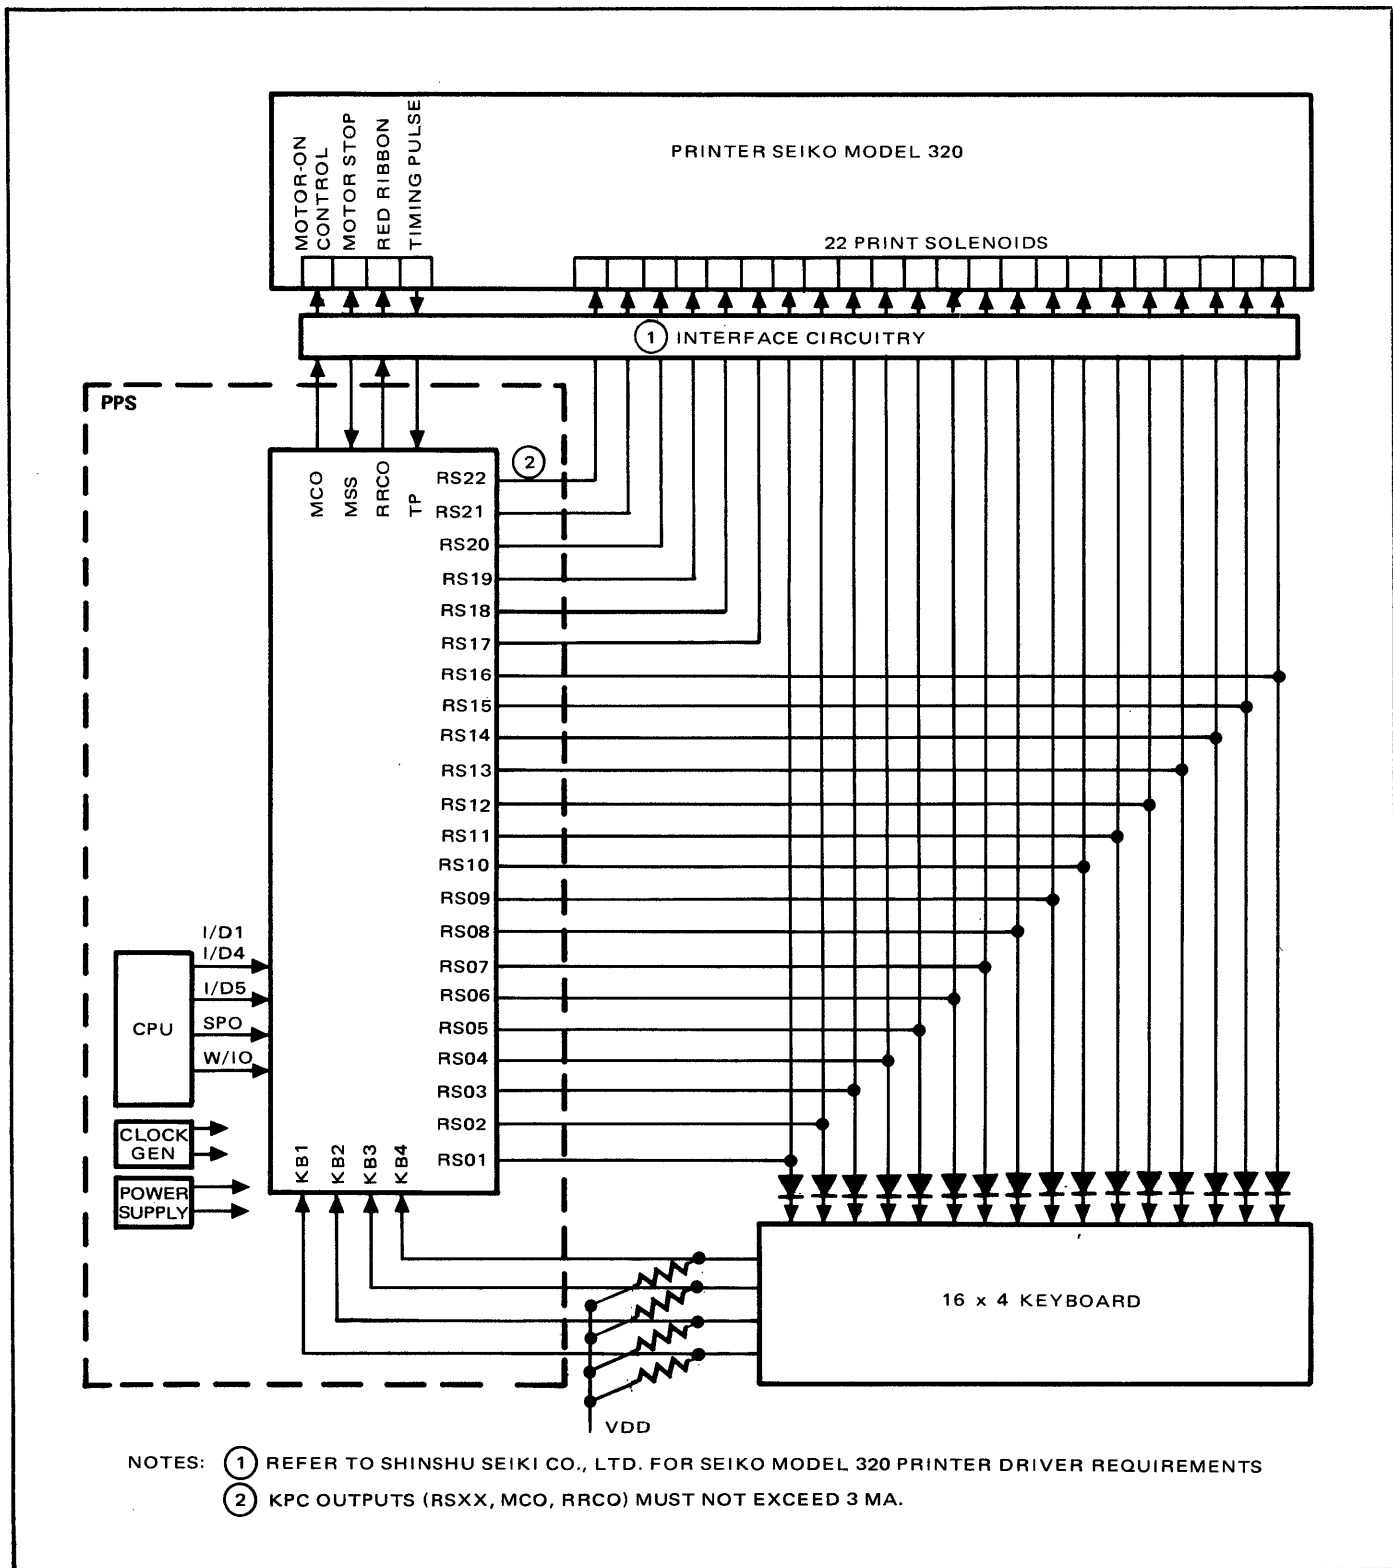 MOTOR-ON
CONTROL
MOTOR STOP
RED RIBBON
TIMING PULSE
PRINTER SEIKO MODEL 320
22 PRINT SOLENOIDS
1 INTERFACE CIRCUITRY
PPS
MCO
MSS
RRCO
TP
2
RS22
RS21
RS20
RS19
RS18
RS17
RS16
RS15
RS14
RS13
RS12
RS11
RS10
RS09
RS08
RS07
RS06
RS05
RS04
RS03
RS02
RS01
I/D1
I/D4
I/D5
SPO
W/IO
CPU
CLOCK
GEN
POWER
SUPPLY
KB1
KB2
KB3
KB4
16 x 4 KEYBOARD
VDD
NOTES: 1 REFER TO SHINSHU SEIKI CO., LTD. FOR SEIKO MODEL 320 PRINTER DRIVER REQUIREMENTS
2 KPC OUTPUTS (RSXX, MCO, RRCO) MUST NOT EXCEED 3 MA.